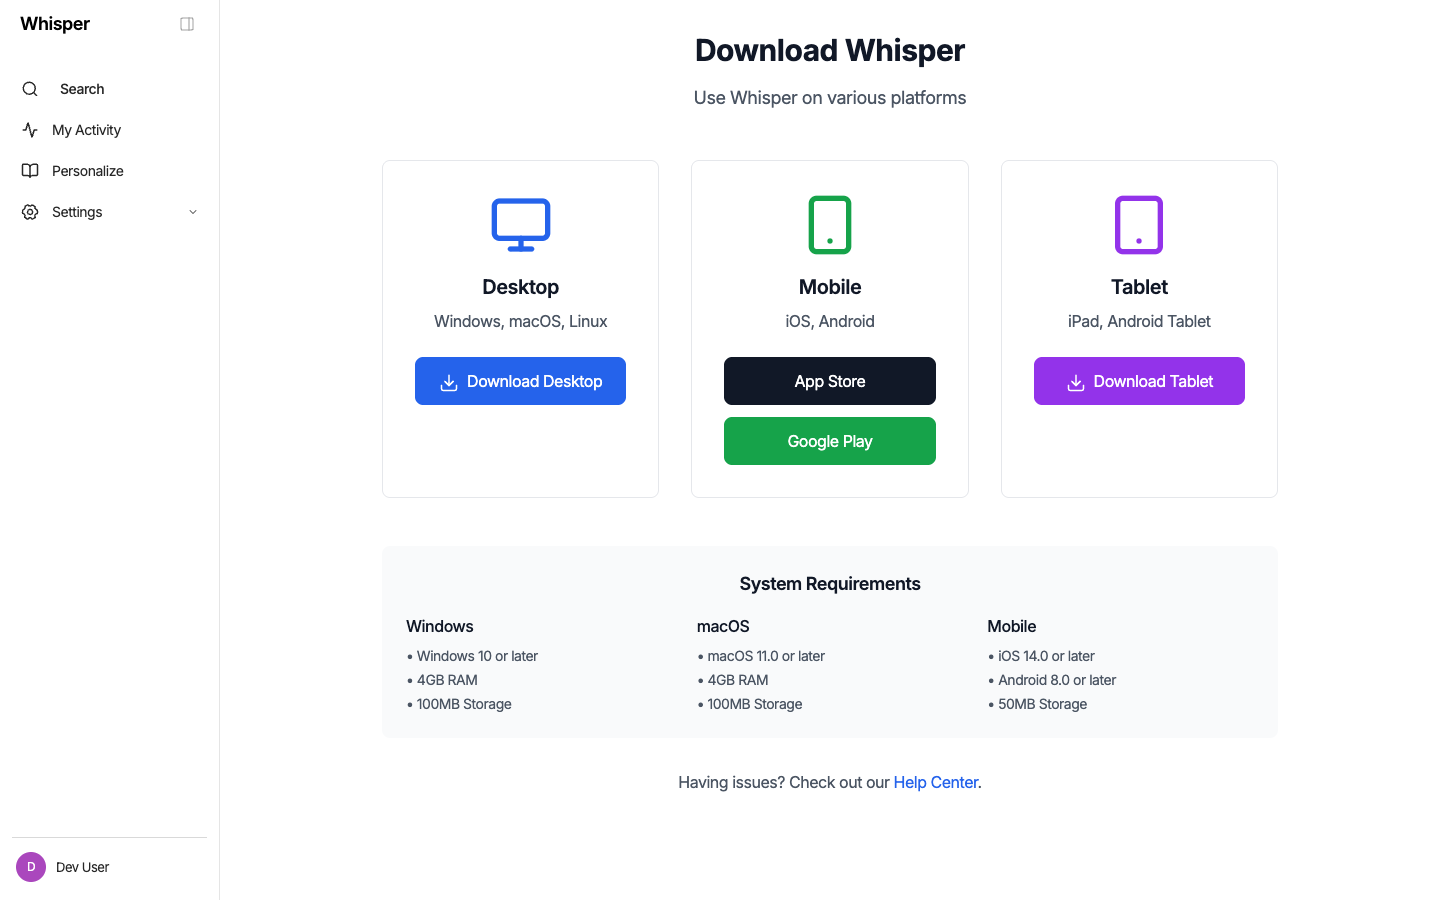 Whisper
Search
My Activity
Personalize
Settings
D
Dev User
Download Whisper
Use Whisper on various platforms
Desktop
Windows, macOS, Linux
Download Desktop
Mobile
iOS, Android
App Store
Google Play
Tablet
iPad, Android Tablet
Download Tablet
System Requirements
Windows
• Windows 10 or later
• 4GB RAM
• 100MB Storage
macOS
• macOS 11.0 or later
• 4GB RAM
• 100MB Storage
Mobile
• iOS 14.0 or later
• Android 8.0 or later
• 50MB Storage
Having issues? Check out our Help Center.